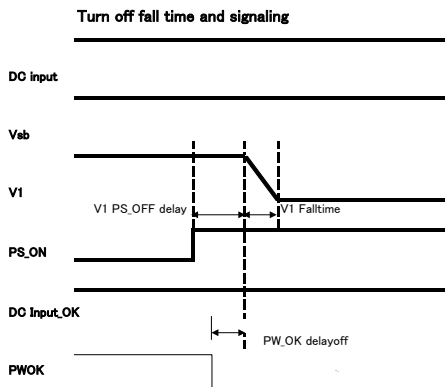 Turn off fall time and signaling
DC input
Vsb
V1
V1 PS_OFF delay
V1 Falltime
PS_ON
DC Input_OK
PW_OK delayoff
PWOK